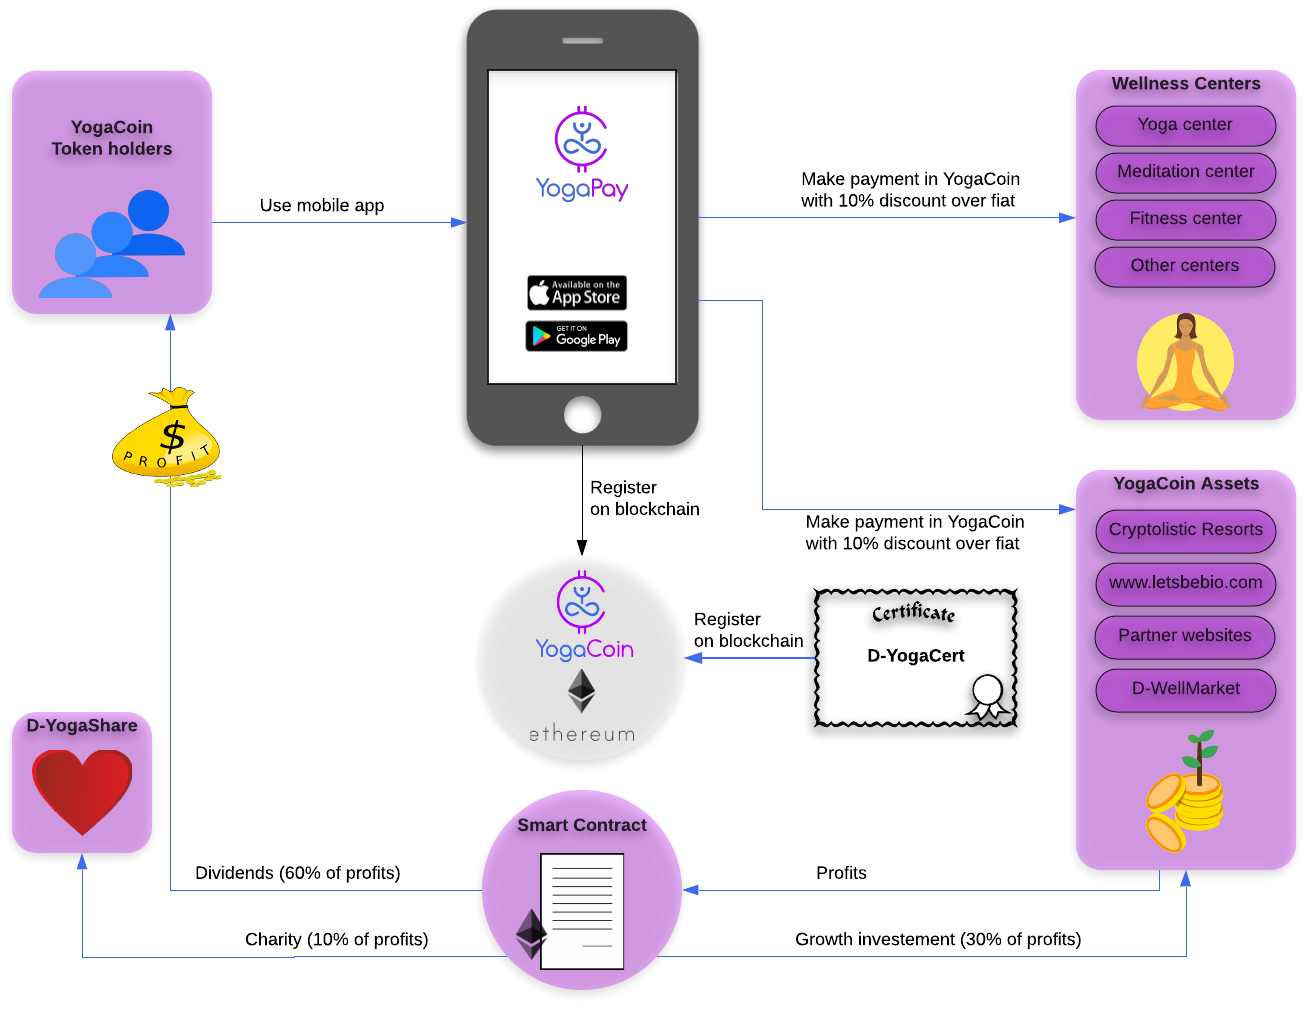 YogaCoin
Token holders
Use mobile app
YogaPay
Available on the
App Store
GET IT ON
Google Play
Make payment in YogaCoin
with 10% discount over fiat
Wellness Centers
Yoga center
Meditation center
Fitness center
Other centers
$
PROFIT
Register
on blockchain
Make payment in YogaCoin
with 10% discount over fiat
YogaCoin Assets
Cryptolistic Resorts
www.letsbebio.com
Partner websites
D-WellMarket
YogaCoin
ethereum
Register
on blockchain
Certificate
D-YogaCert
D-YogaShare
Smart Contract
Dividends (60% of profits)
Profits
Charity (10% of profits)
Growth investement (30% of profits)